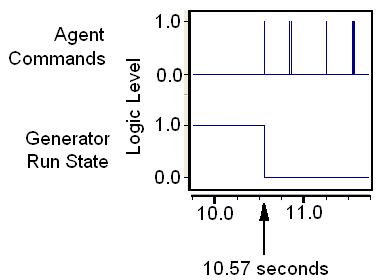 Agent
Commands
1.0
0.0
Logic Level
Generator
Run State
1.0
0.0
10.0 11.0
10.57 seconds